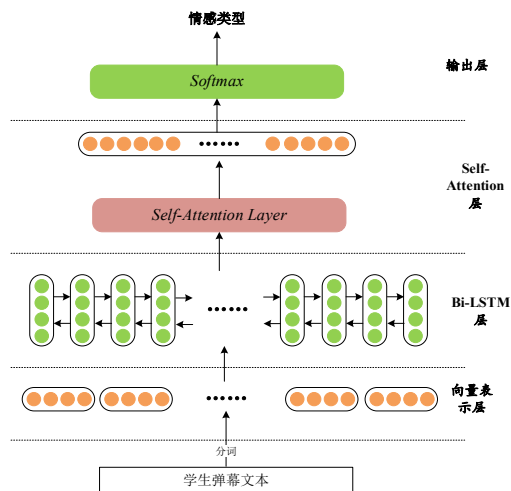 情感类型
输出层
Softmax
Self-
Attention
层
Self-Attention Layer
Bi-LSTM
层
向量表
示层
分词
学生弹幕文本